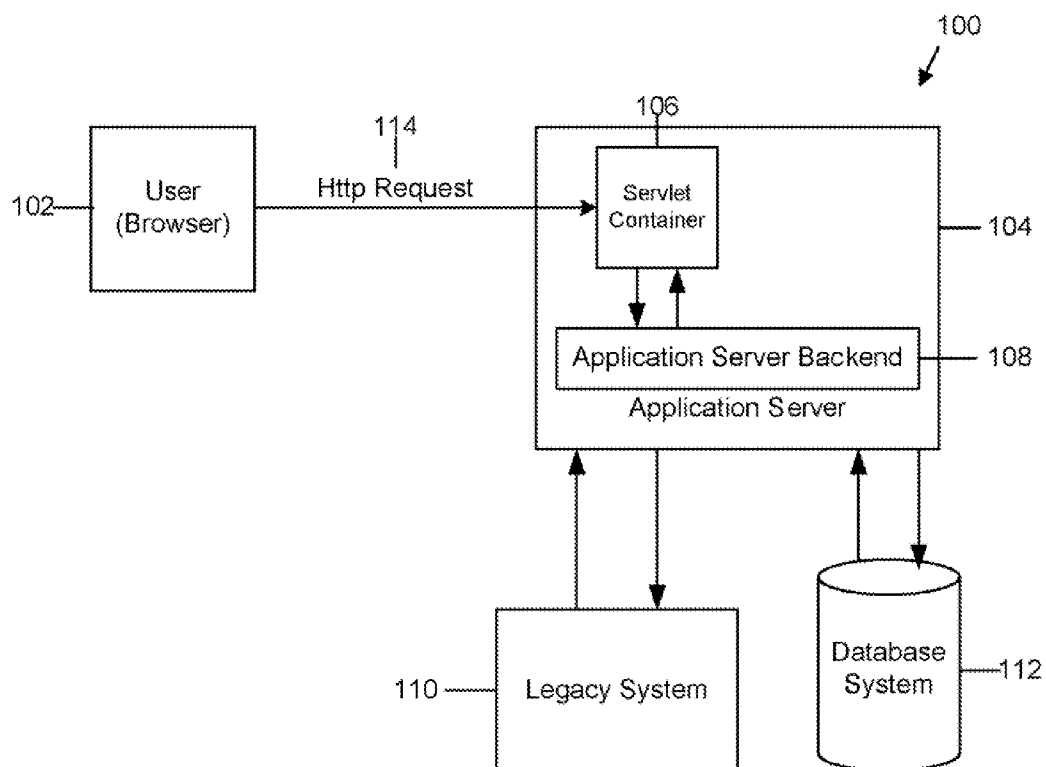 100
106
114
Http Request
User
(Browser)
102
Servlet
Container
104
Application Server Backend
108
Application Server
110
Legacy System
Database
System
112